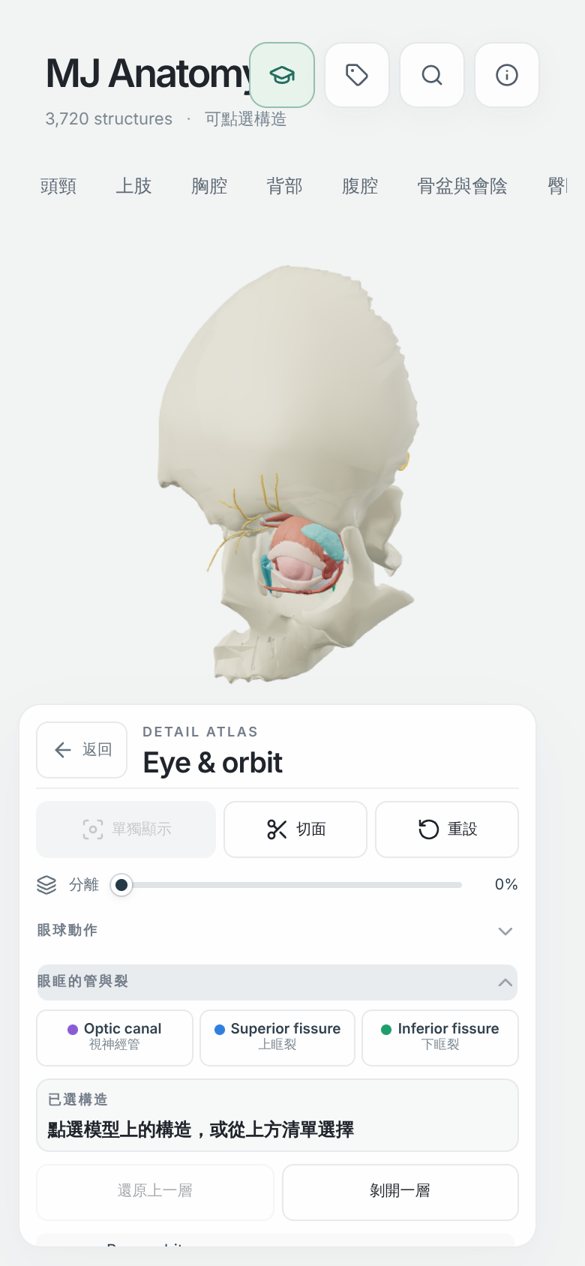 MJ Anatomy
3,720 structures · 可點選構造
頭頸 上肢 胸腔 背部 腹腔 骨盆與會陰
返回
DETAIL ATLAS
Eye & orbit
單獨顯示 切面 重設
分離 0%
眼球動作
眼眶的管與裂
Optic canal Superior fissure Inferior fissure
視神經管 上眶裂 下眶裂
已選構造
點選模型上的構造，或從上方清單選擇
還原上一層 剝開一層